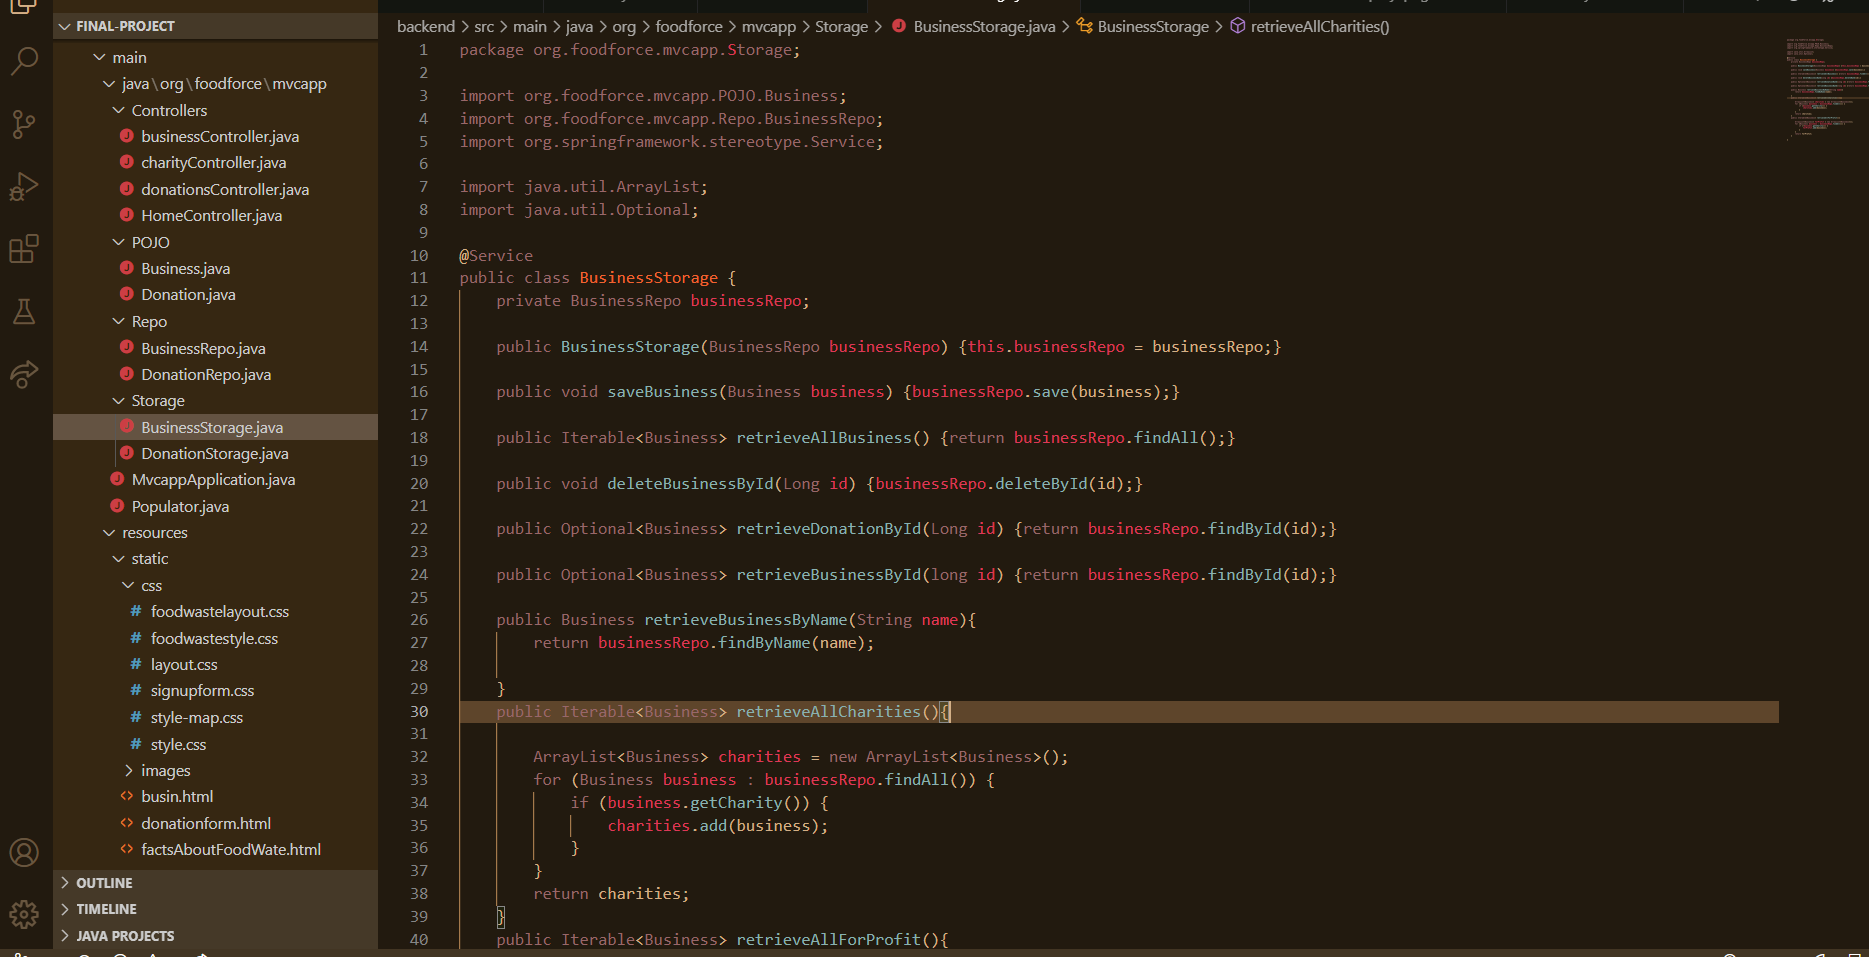 FINAL-PROJECT
main
java\org\foodforce\mvcapp
Controllers
businessController.java
charityController.java
donationsController.java
HomeController.java
POJO
Business.java
Donation.java
Repo
BusinessRepo.java
DonationRepo.java
Storage
BusinessStorage.java
DonationStorage.java
MvcappApplication.java
Populator.java
resources
static
css
foodwastelayout.css
foodwastestyle.css
layout.css
signupform.css
style-map.css
style.css
images
busin.html
donationform.html
factsAboutFoodWate.html
OUTLINE
TIMELINE
JAVA PROJECTS
backend > src > main > java > org > foodforce > mvcapp > Storage > BusinessStorage.java > BusinessStorage > retrieveAllCharities()
1 package org.foodforce.mvcapp.Storage;
2
3 import org.foodforce.mvcapp.POJO.Business;
4 import org.foodforce.mvcapp.Repo.BusinessRepo;
5 import org.springframework.stereotype.Service;
6
7 import java.util.ArrayList;
8 import java.util.Optional;
9
10 @Service
11 public class BusinessStorage {
12 private BusinessRepo businessRepo;
13
14 public BusinessStorage(BusinessRepo businessRepo) {this.businessRepo = businessRepo;}
15
16 public void saveBusiness(Business business) {businessRepo.save(business);}
17
18 public Iterable<Business> retrieveAllBusiness() {return businessRepo.findAll();}
19
20 public void deleteBusinessById(Long id) {businessRepo.deleteById(id);}
21
22 public Optional<Business> retrieveDonationById(Long id) {return businessRepo.findById(id);}
23
24 public Optional<Business> retrieveBusinessById(long id) {return businessRepo.findById(id);}
25
26 public Business retrieveBusinessByName(String name){
27 return businessRepo.findByName(name);
28
29 }
30 public Iterable<Business> retrieveAllCharities(){
31
32 ArrayList<Business> charities = new ArrayList<Business>();
33 for (Business business : businessRepo.findAll()) {
34 if (business.getCharity()) {
35 charities.add(business);
36 }
37 }
38 return charities;
39 }
40 public Iterable<Business> retrieveAllForProfit(){